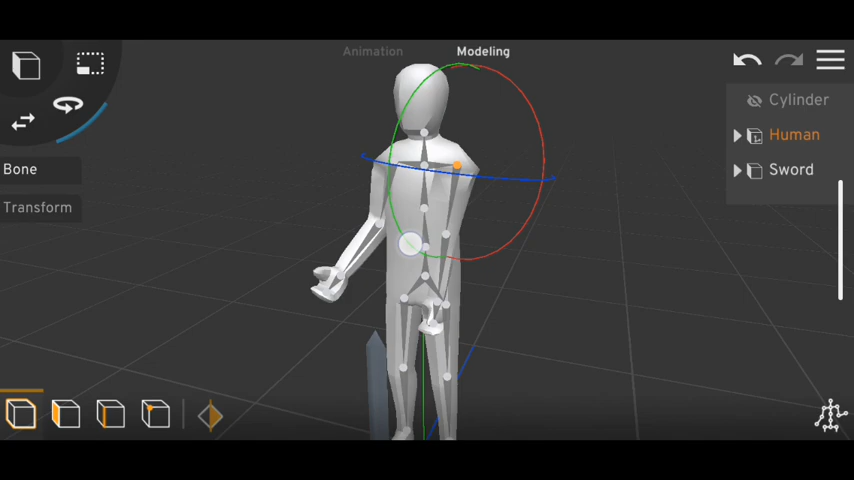 Animation
Modeling
Cylinder
Human
Sword
Bone
Transform